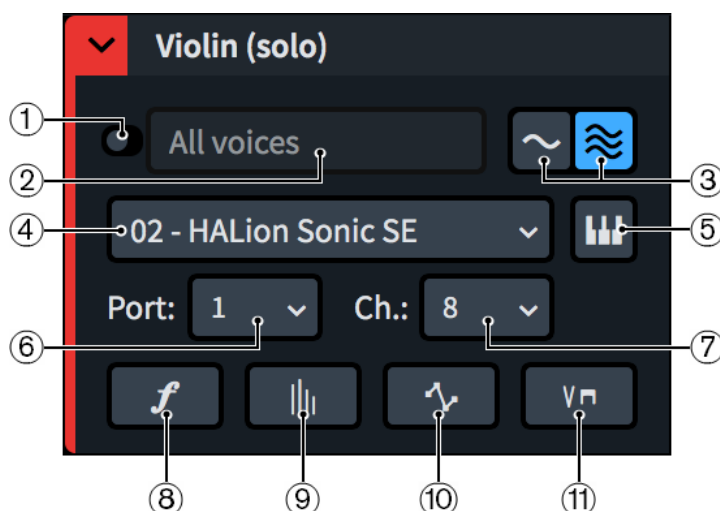 Violin (solo)
1
All voices
2
3
4
02 - HALion Sonic SE
5
Port: 1 Ch.: 8
6
7
f
V
8
9
10
11